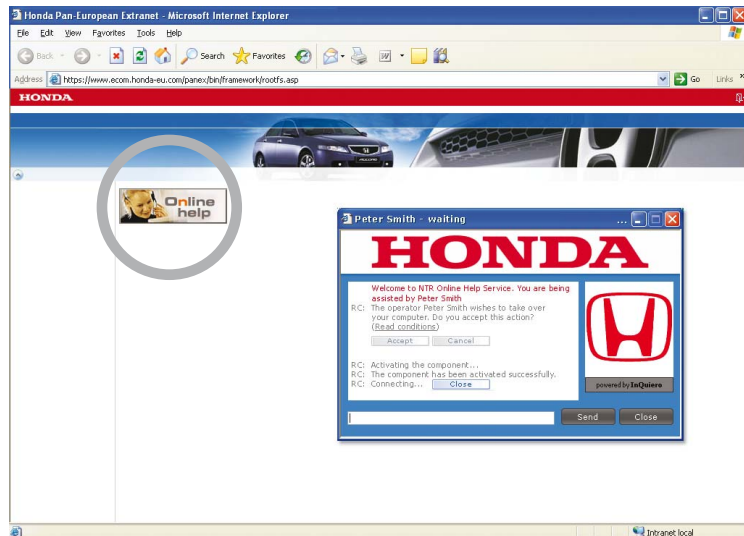 Honda Pan-European Extranet - Microsoft Internet Explorer
File Edit View Favorites Tools Help
Back Search Favorites
Address https://www.ecom.honda-eu.com/panex/bin/framework/rootfs.asp Go Links
HONDA
Online
help
Peter Smith - waiting ...
HONDA
Welcome to NTR Online Help Service. You are being
assisted by Peter Smith
RC: The operator Peter Smith wishes to take over
your computer. Do you accept this action?
(Read conditions)
Accept Cancel
RC: Activating the component...
RC: The component has been activated successfully.
RC: Connecting... Close
powered by InQuiero
Send Close
Intranet local